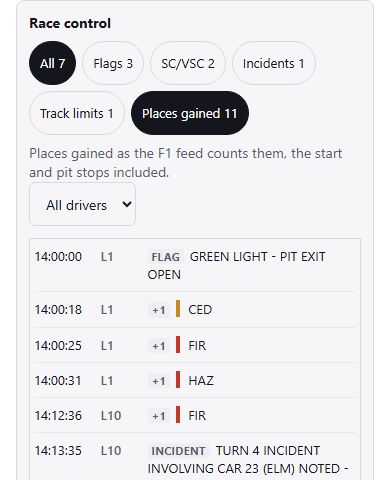 Race control
All 7 Flags 3 SC/VSC 2 Incidents 1
Track limits 1 Places gained 11
Places gained as the F1 feed counts them, the start
and pit stops included.
All drivers
14:00:00 L1 FLAG GREEN LIGHT - PIT EXIT
OPEN
14:00:18 L1 +1 CED
14:00:25 L1 +1 FIR
14:00:31 L1 +1 HAZ
14:12:36 L10 +1 FIR
14:13:35 L10 INCIDENT TURN 4 INCIDENT
INVOLVING CAR 23 (ELM) NOTED -